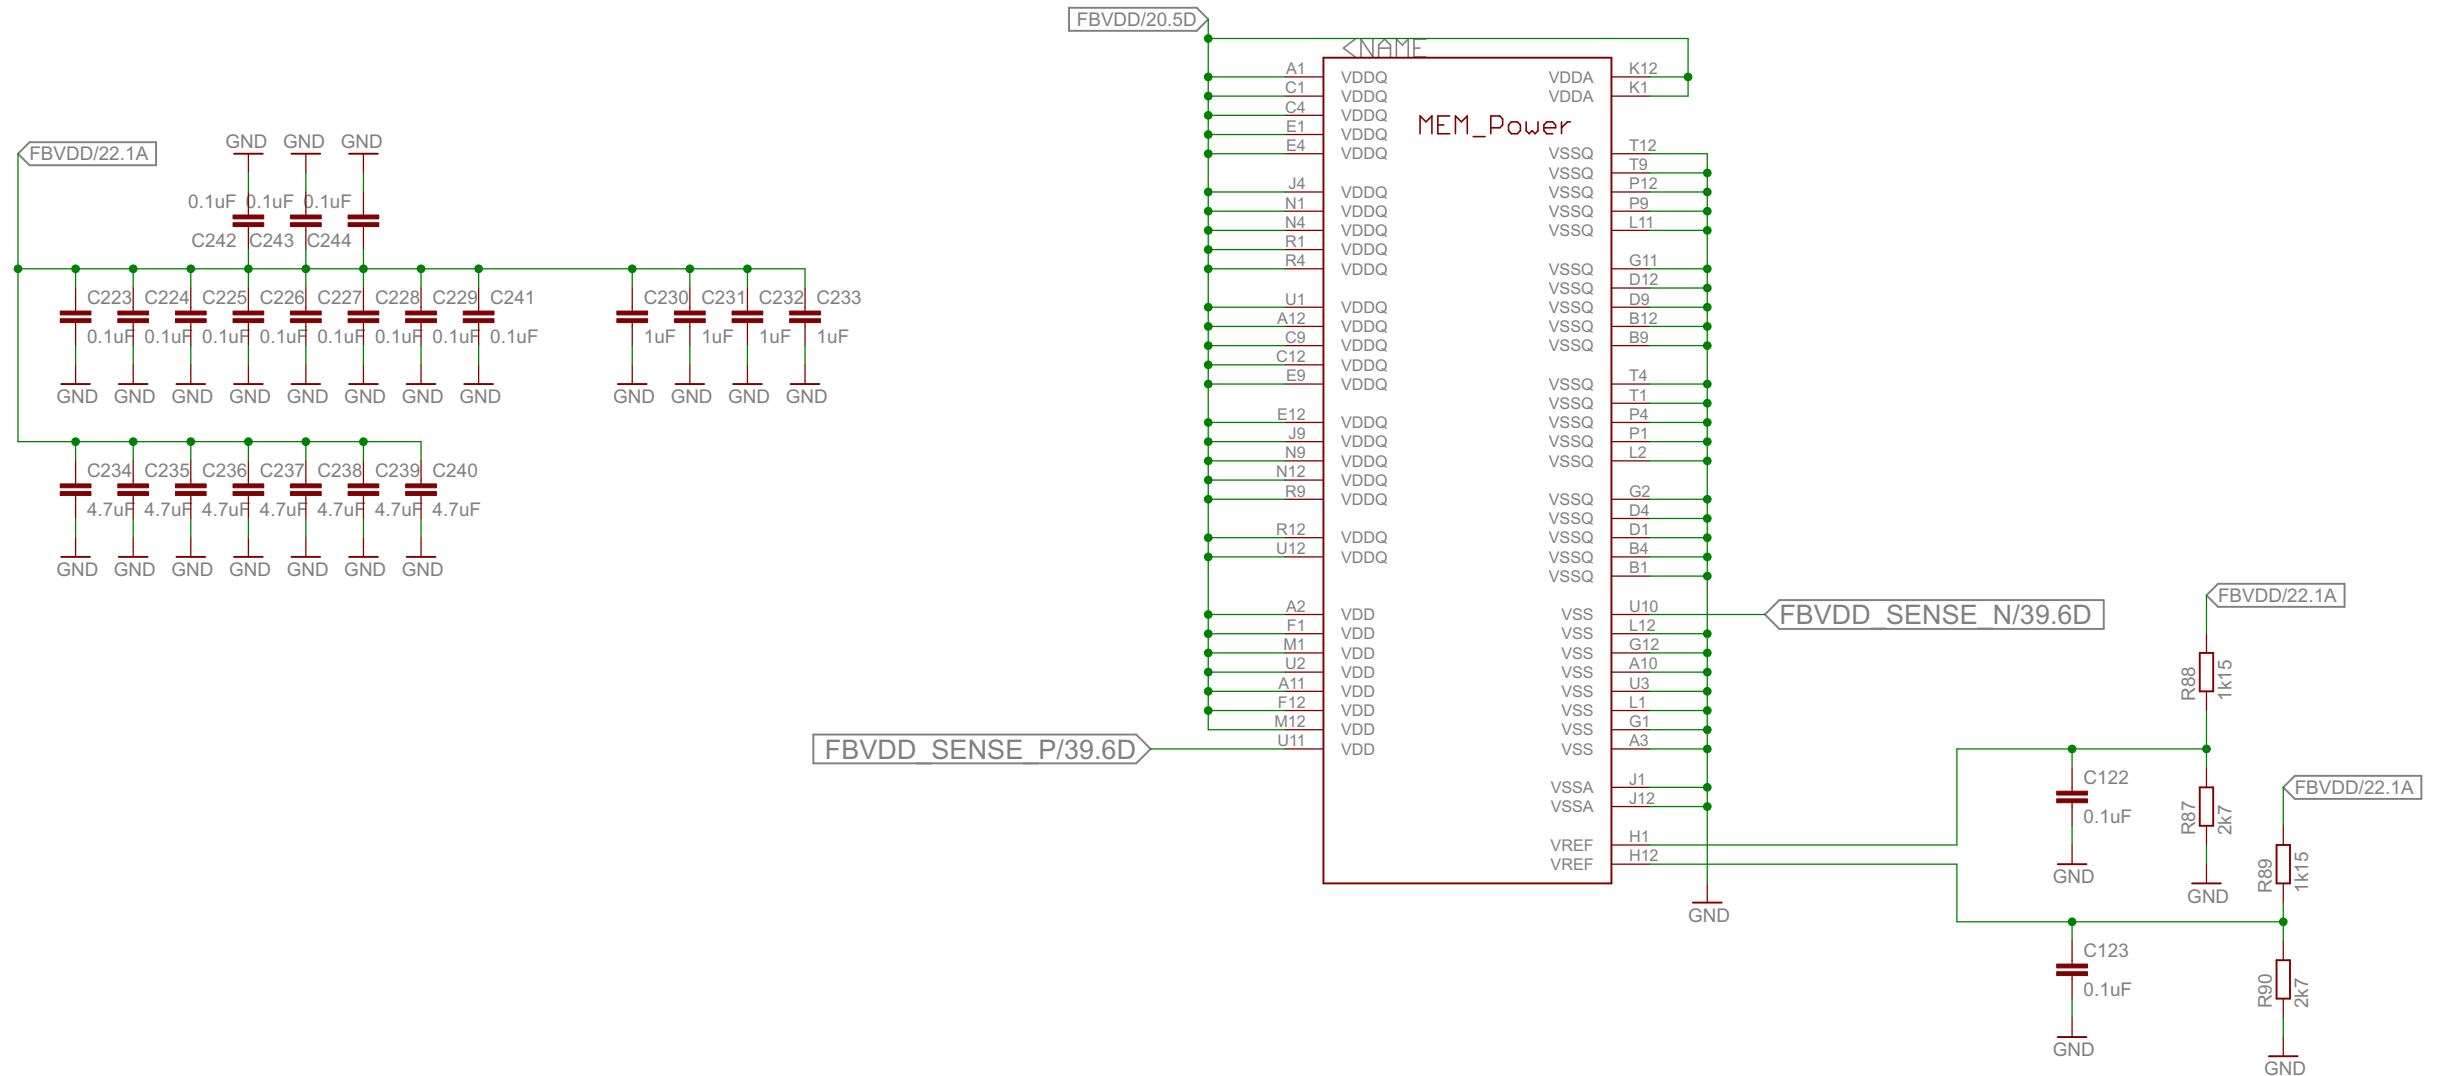 FBVDD/20.5D
<NAME
MEM_Power
FBVDD/22.1A
GND GND GND
0.1uF 0.1uF 0.1uF
C242 C243 C244
C223 C224 C225 C226 C227 C228 C229 C241
0.1uF 0.1uF 0.1uF 0.1uF 0.1uF 0.1uF 0.1uF 0.1uF
GND GND GND GND GND GND GND GND
C230 C231 C232 C233
1uF 1uF 1uF 1uF
GND GND GND GND
C234 C235 C236 C237 C238 C239 C240
4.7uF 4.7uF 4.7uF 4.7uF 4.7uF 4.7uF 4.7uF
GND GND GND GND GND GND GND
A1 VDDQ
C1 VDDQ
C4 VDDQ
E1 VDDQ
E4 VDDQ
J4 VDDQ
N1 VDDQ
N4 VDDQ
R1 VDDQ
R4 VDDQ
U1 VDDQ
A12 VDDQ
C9 VDDQ
C12 VDDQ
E9 VDDQ
E12 VDDQ
J9 VDDQ
N9 VDDQ
N12 VDDQ
R9 VDDQ
R12 VDDQ
U12 VDDQ
A2 VDD
F1 VDD
M1 VDD
U2 VDD
A11 VDD
F12 VDD
M12 VDD
FBVDD_SENSE_P/39.6D U11 VDD
VDDA K12
VDDA K1
VSSQ T12
VSSQ T9
VSSQ P12
VSSQ P9
VSSQ L11
VSSQ G11
VSSQ D12
VSSQ D9
VSSQ B12
VSSQ B9
VSSQ T4
VSSQ T1
VSSQ P4
VSSQ P1
VSSQ L2
VSSQ G2
VSSQ D4
VSSQ D1
VSSQ B4
VSSQ B1
VSS U10 FBVDD_SENSE_N/39.6D
VSS L12
VSS G12
VSS A10
VSS U3
VSS L1
VSS G1
VSS A3
VSSA J1
VSSA J12
VREF H1
VREF H12
GND
FBVDD/22.1A
R88
1k15
C122
0.1uF
GND
R87
2k7
GND
FBVDD/22.1A
R89
1k15
C123
0.1uF
GND
R90
2k7
GND